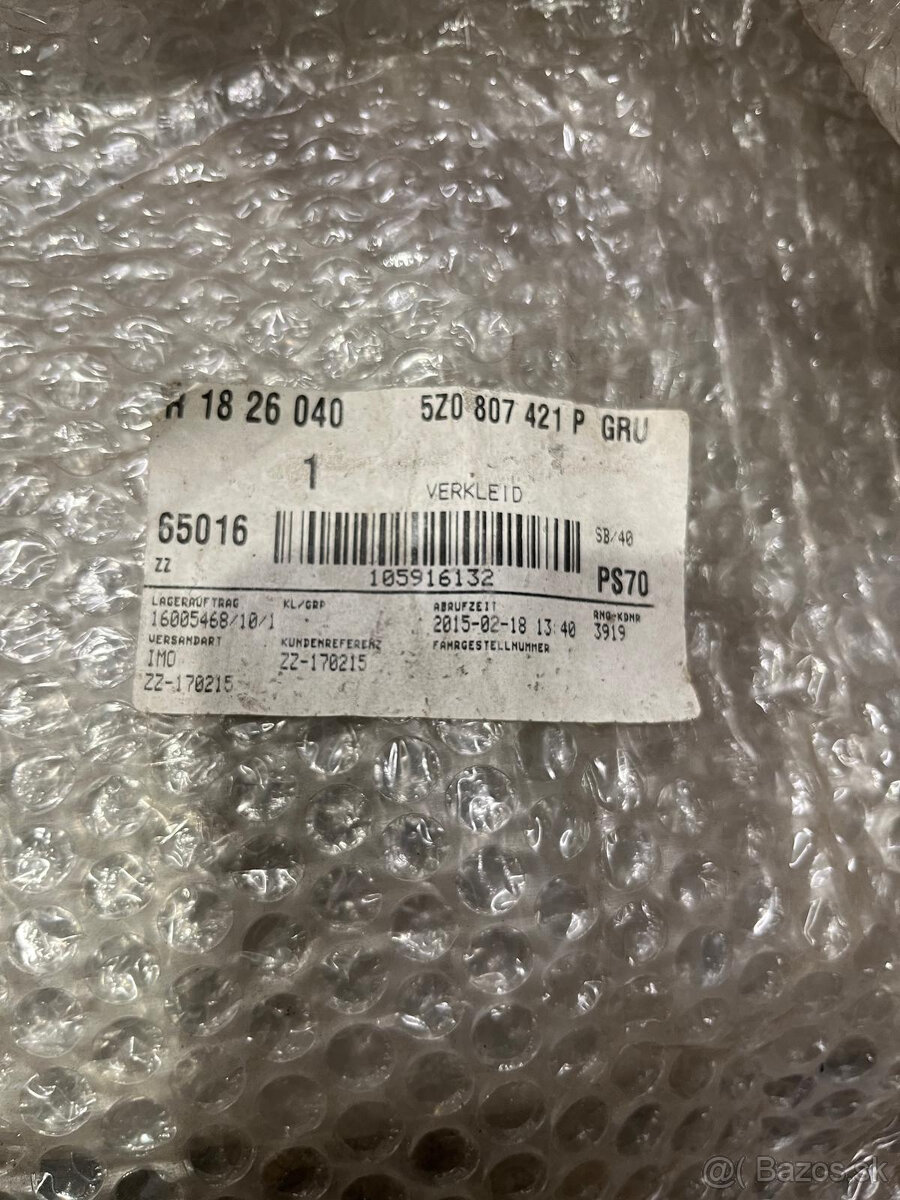 18 26 040 5Z0 807 421 P GRU
1 VERKLEID
65016 SB/40
ZZ 105916132 PS70
LAGERAUFTRAG KL/GRP ABRUFZEIT RNG-KDNR
16005468/10/1 2015-02-18 13:40 3919
VERSANDART KUNDENREFERENZ FAHRGESTELLNUMMER
IMO ZZ-170215
ZZ-170215
@( Bazos.sk